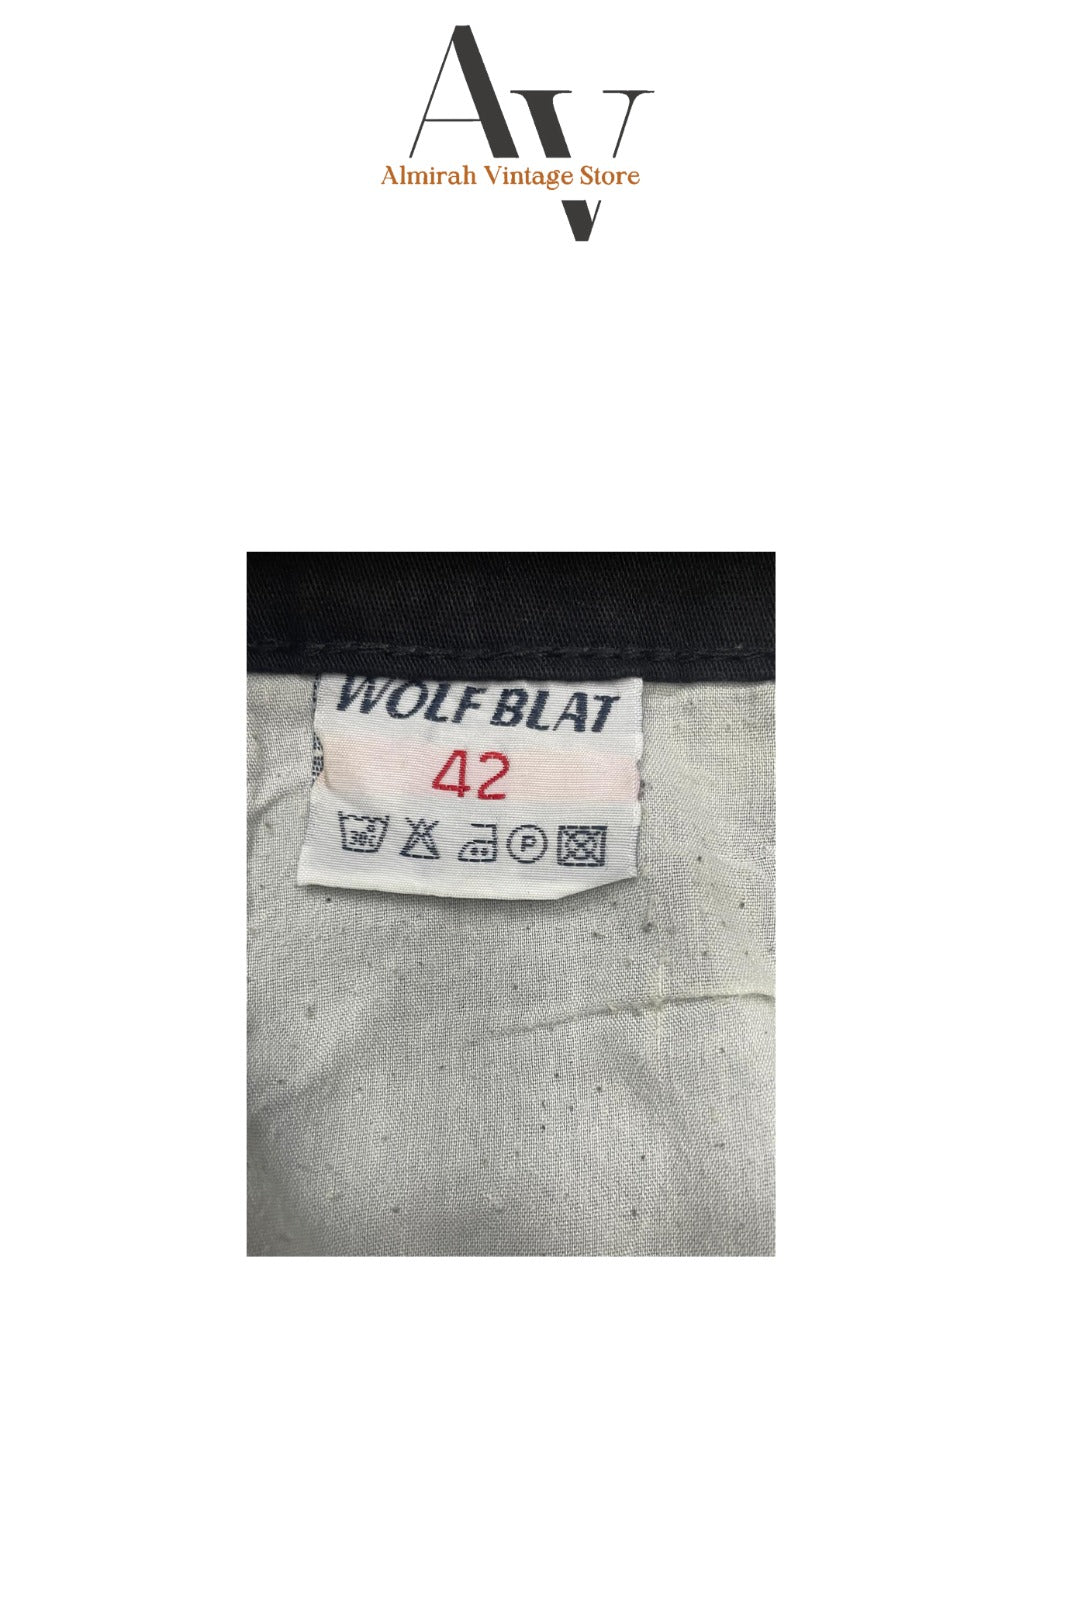 AV
Almirah Vintage Store
WOLF BLAT
42
P